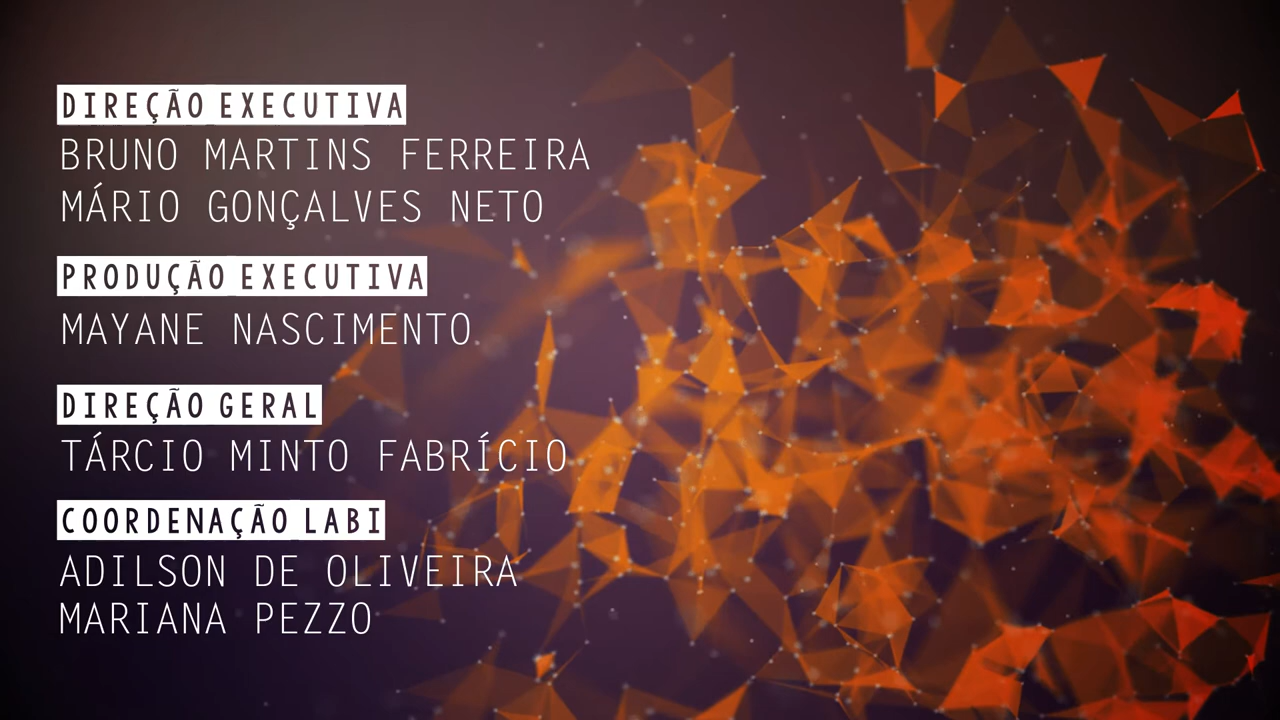 DIREÇÃO EXECUTIVA
BRUNO MARTINS FERREIRA
MÁRIO GONÇALVES NETO
PRODUÇÃO EXECUTIVA
MAYANE NASCIMENTO
DIREÇÃO GERAL
TÁRCIO MINTO FABRÍCIO
COORDENAÇÃO LABI
ADILSON DE OLIVEIRA
MARIANA PEZZO